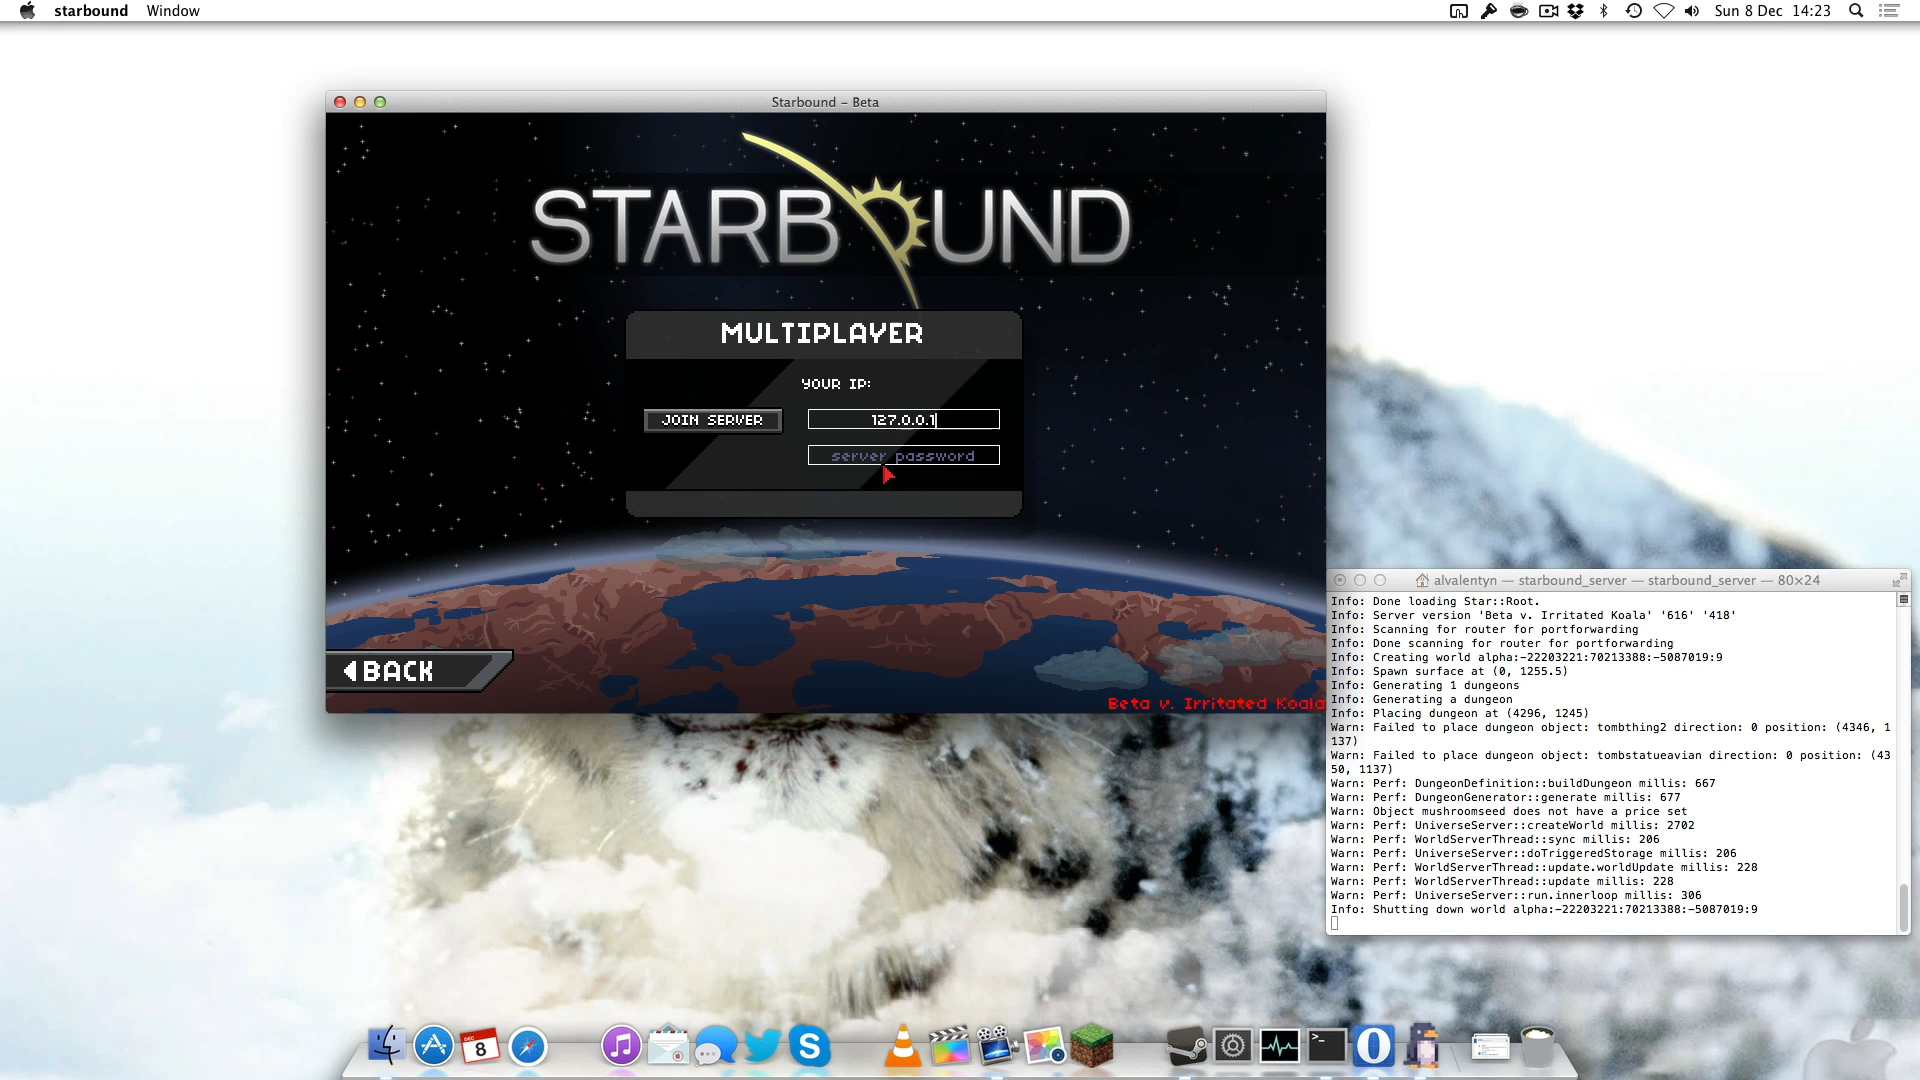 starbound Window
Sun 8 Dec 14:23
Starbound – Beta
STARBOUND
MULTIPLAYER
YOUR IP:
JOIN SERVER
127.0.0.1
server password
BACK
Beta v. Irritated Koala
alvalentyn — starbound_server — starbound_server — 80×24
Info: Done loading Star::Root.
Info: Server version 'Beta v. Irritated Koala' '616' '418'
Info: Scanning for router for portforwarding
Info: Done scanning for router for portforwarding
Info: Creating world alpha:-22203221:70213388:-5087019:9
Info: Spawn surface at (0, 1255.5)
Info: Generating 1 dungeons
Info: Generating a dungeon
Info: Placing dungeon at (4296, 1245)
Warn: Failed to place dungeon object: tombthing2 direction: 0 position: (4346, 1
137)
Warn: Failed to place dungeon object: tombstatueavian direction: 0 position: (43
50, 1137)
Warn: Perf: DungeonDefinition::buildDungeon millis: 667
Warn: Perf: DungeonGenerator::generate millis: 677
Warn: Object mushroomseed does not have a price set
Warn: Perf: UniverseServer::createWorld millis: 2702
Warn: Perf: WorldServerThread::sync millis: 206
Warn: Perf: UniverseServer::doTriggeredStorage millis: 206
Warn: Perf: WorldServerThread::update.worldUpdate millis: 228
Warn: Perf: WorldServerThread::update millis: 228
Warn: Perf: UniverseServer::run.innerloop millis: 306
Info: Shutting down world alpha:-22203221:70213388:-5087019:9
DEC
8